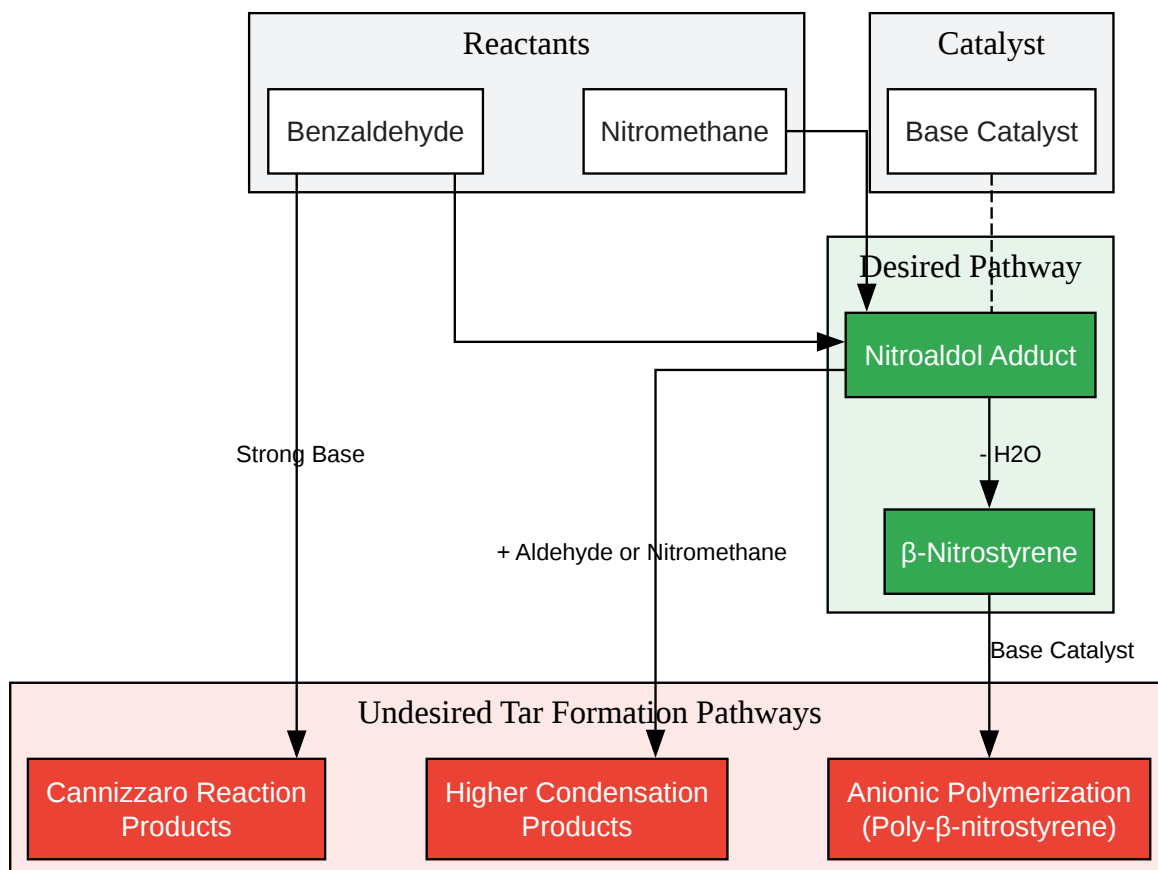 Reactants
Catalyst
Benzaldehyde
Nitromethane
Base Catalyst
Desired Pathway
Nitroaldol Adduct
Strong Base
- H2O
+ Aldehyde or Nitromethane
β-Nitrostyrene
Base Catalyst
Undesired Tar Formation Pathways
Cannizzaro Reaction
Products
Higher Condensation
Products
Anionic Polymerization
(Poly-β-nitrostyrene)